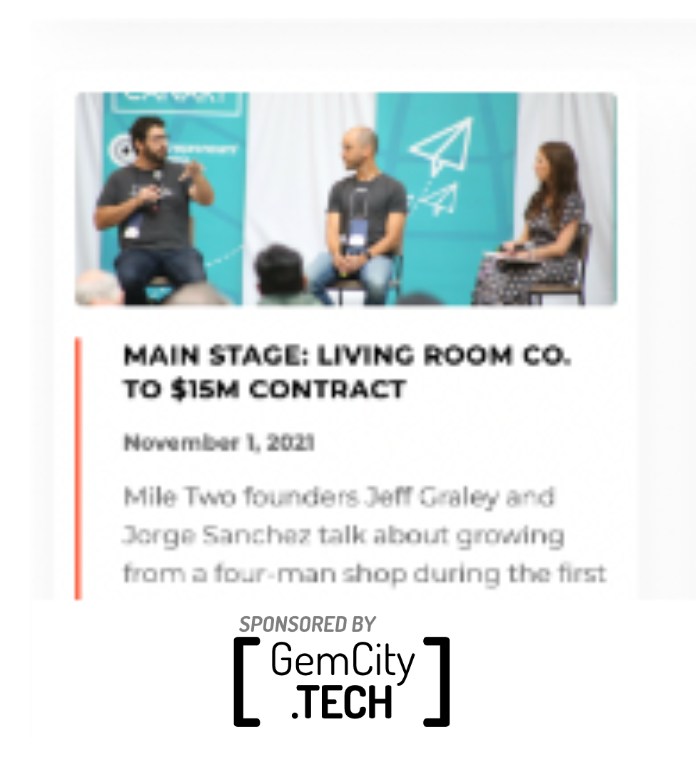 MAIN STAGE: LIVING ROOM CO.
TO $15M CONTRACT
November 1, 2021
Mile Two founders Jeff Graley and
Jorge Sanchez talk about growing
from a four-man shop during the first
SPONSORED BY
GemCity
.TECH